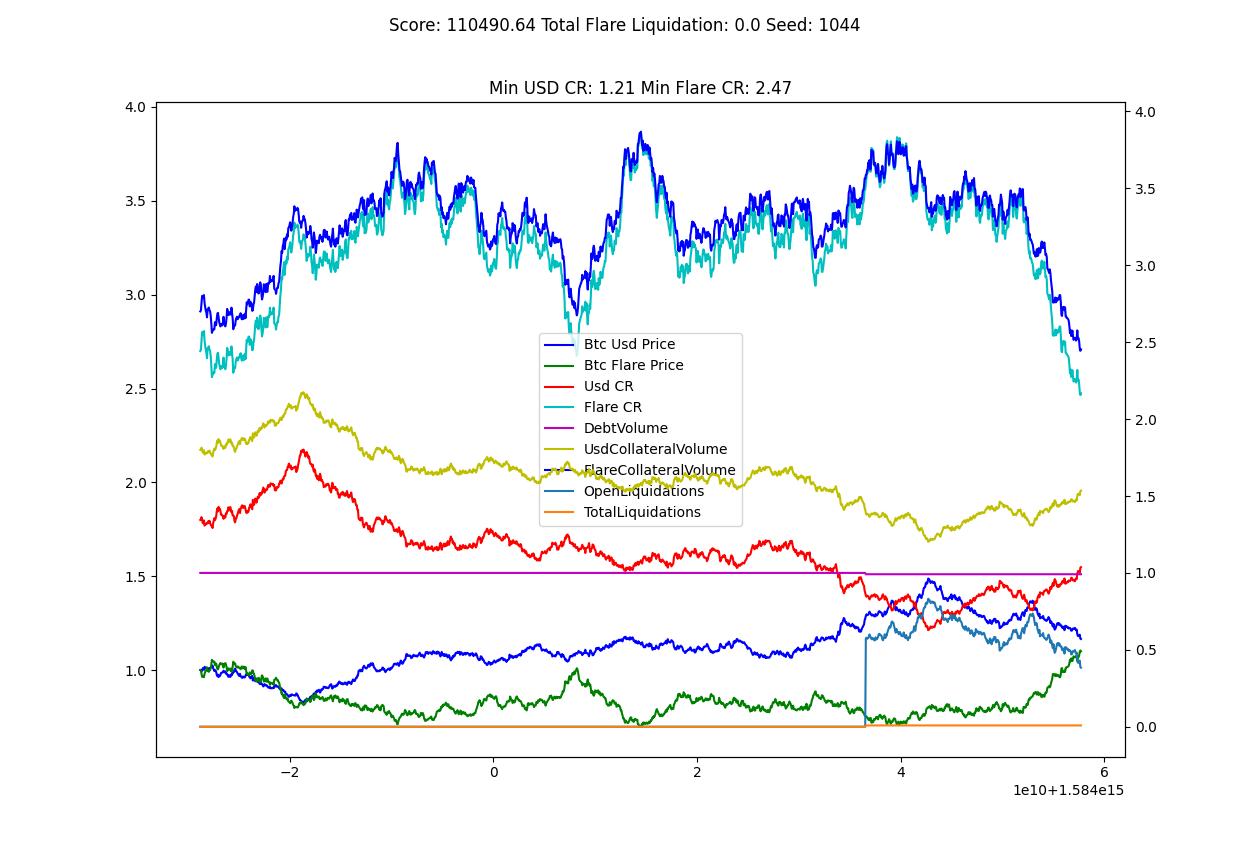 Score: 110490.64 Total Flare Liquidation: 0.0 Seed: 1044
Min USD CR: 1.21 Min Flare CR: 2.47
4.0
3.5
3.0
2.5
2.0
1.5
1.0
4.0
3.5
3.0
2.5
2.0
1.5
1.0
0.5
0.0
Btc Usd Price
Btc Flare Price
Usd CR
Flare CR
DebtVolume
UsdCollateralVolume
FlareCollateralVolume
OpenLiquidations
TotalLiquidations
−2 0 2 4 6
1e10+1.584e15